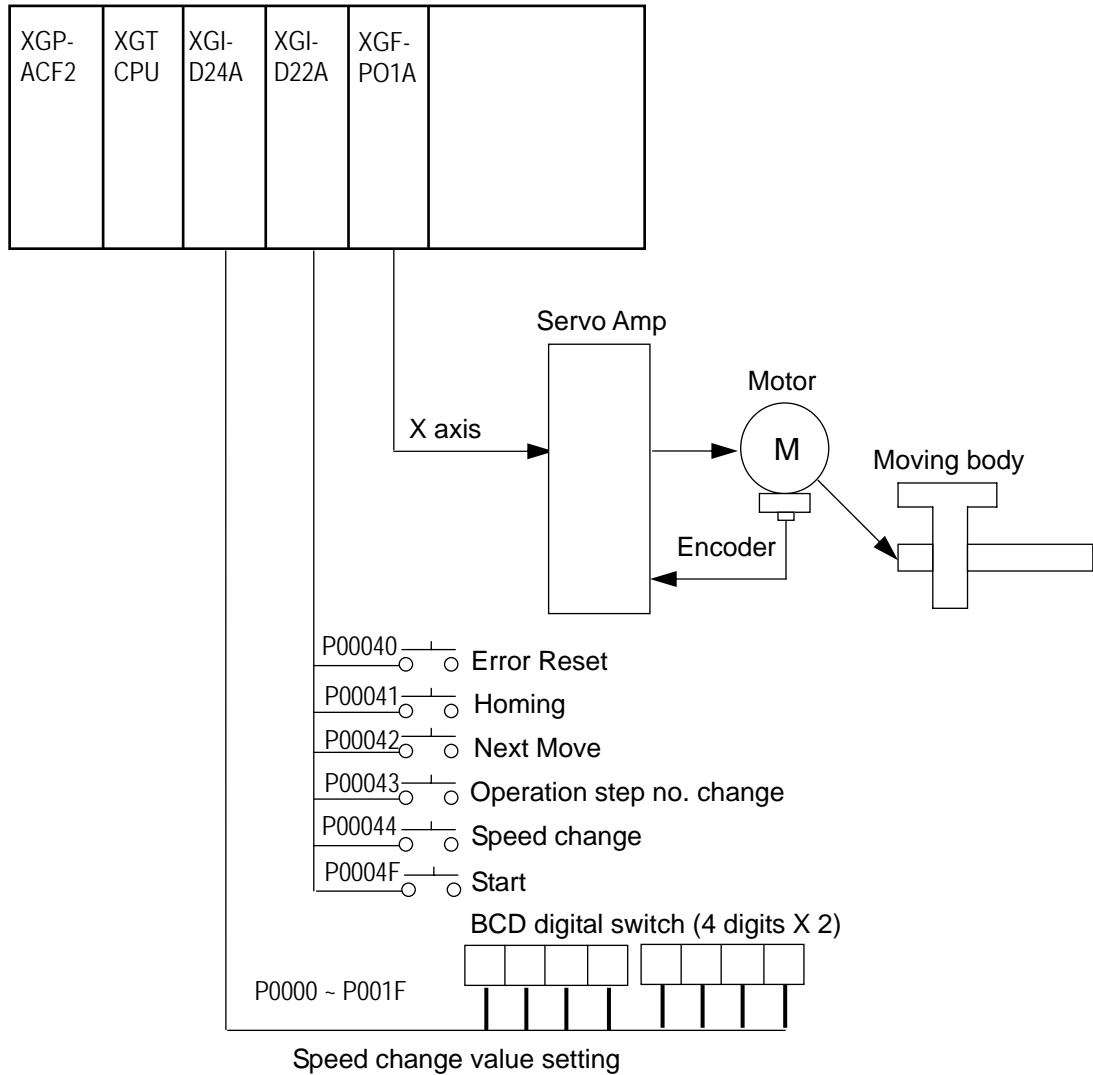 XGP-
ACF2
XGT
CPU
XGI-
D24A
XGI-
D22A
XGF-
PO1A
Servo Amp
Motor
X axis
M
Moving body
Encoder
P00040 Error Reset
P00041 Homing
P00042 Next Move
P00043 Operation step no. change
P00044 Speed change
P0004F Start
BCD digital switch (4 digits X 2)
P0000 ~ P001F
Speed change value setting